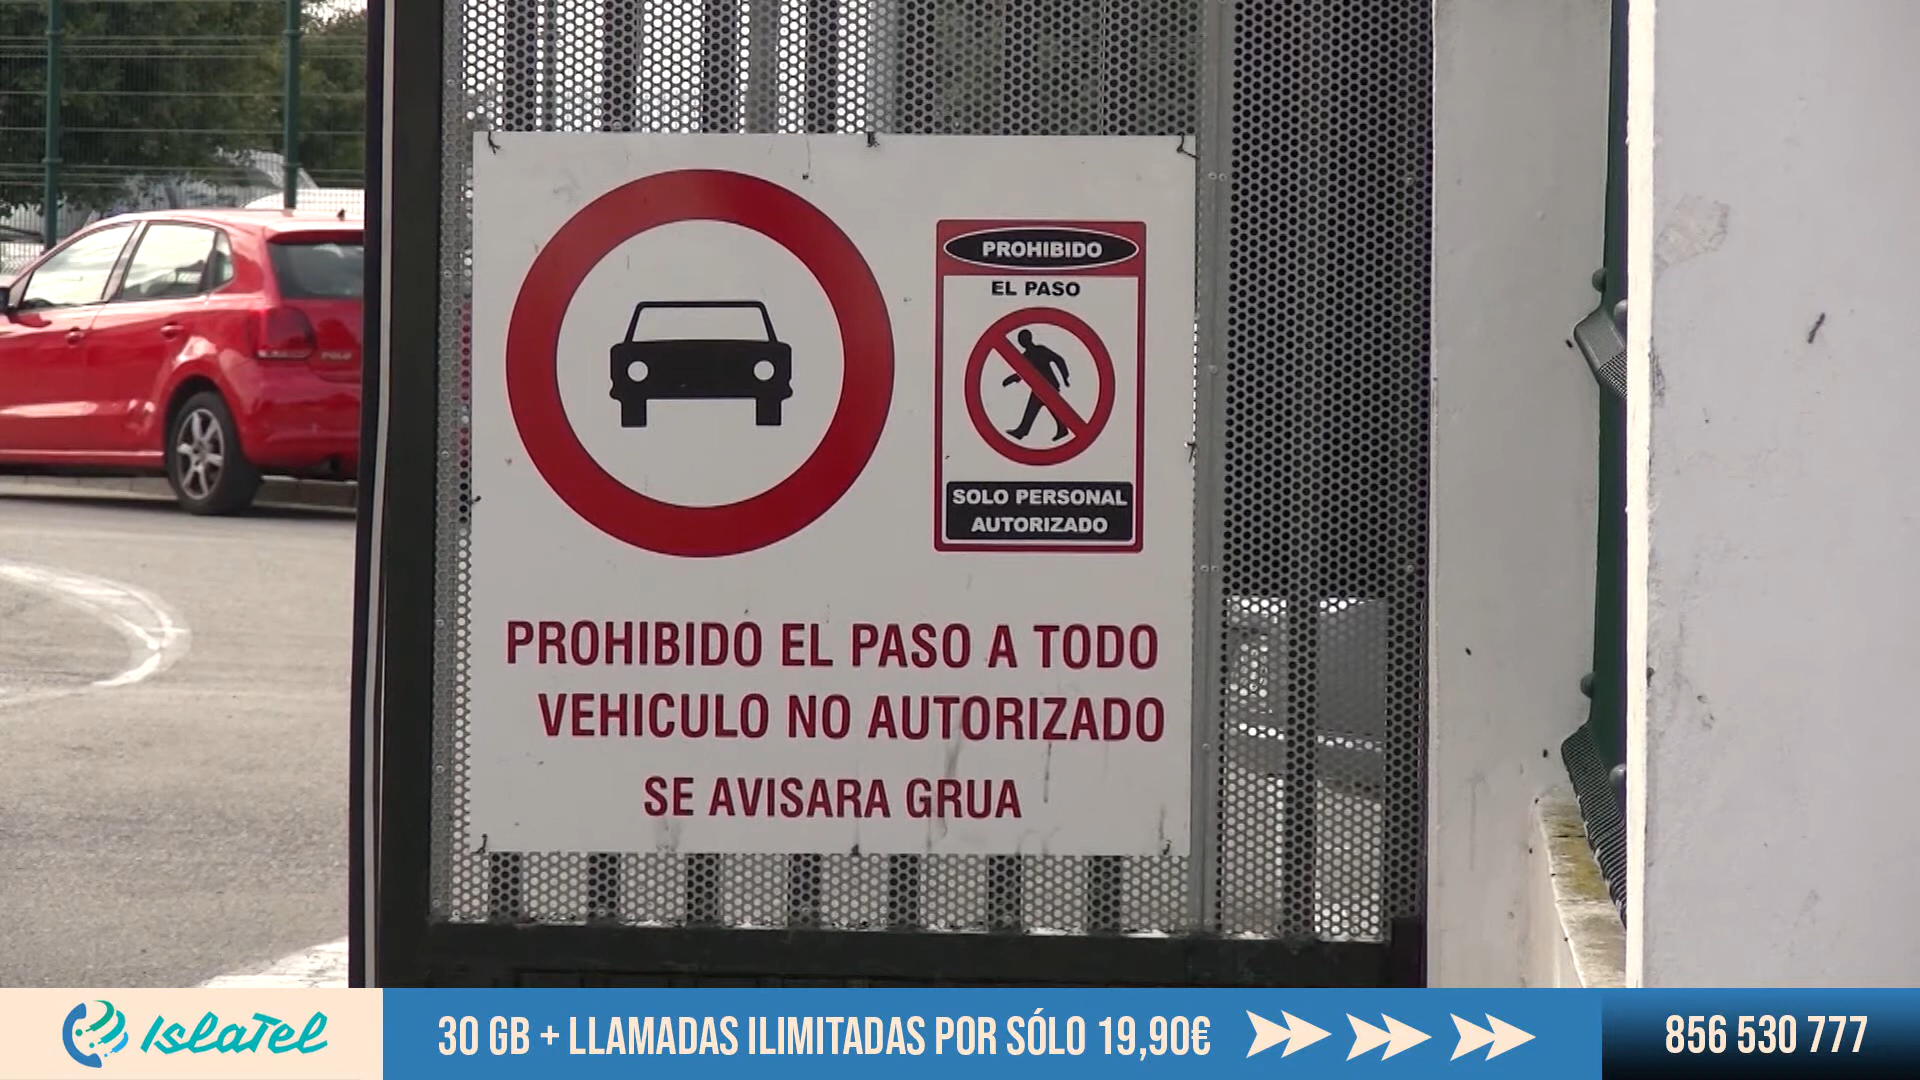 PROHIBIDO
EL PASO
SOLO PERSONAL
AUTORIZADO
PROHIBIDO EL PASO A TODO
VEHICULO NO AUTORIZADO
SE AVISARA GRUA
POLO
IslaTel
30 GB + LLAMADAS ILIMITADAS POR SÓLO 19,90€
856 530 777